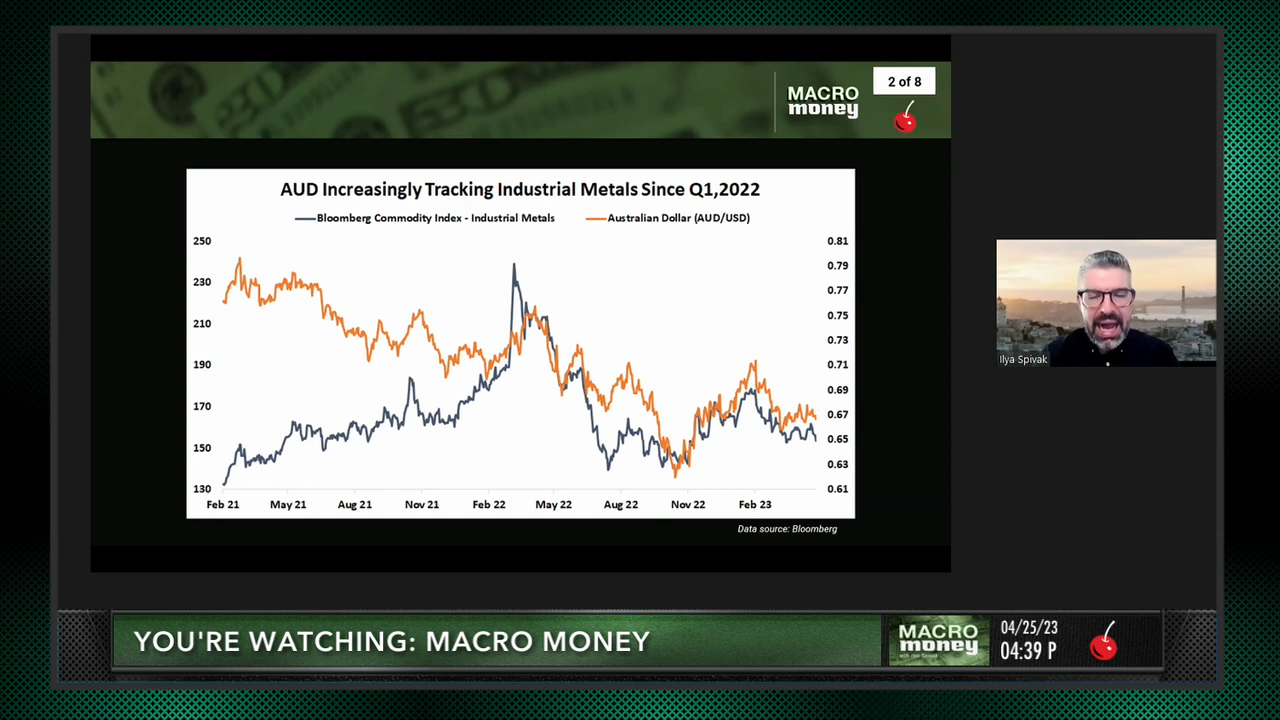 MACRO
money
2 of 8
AUD Increasingly Tracking Industrial Metals Since Q1,2022
Bloomberg Commodity Index - Industrial Metals
Australian Dollar (AUD/USD)
250
230
210
190
170
150
130
0.81
0.79
0.77
0.75
0.73
0.71
0.69
0.67
0.65
0.63
0.61
Feb 21 May 21 Aug 21 Nov 21 Feb 22 May 22 Aug 22 Nov 22 Feb 23
Data source: Bloomberg
Ilya Spivak
YOU'RE WATCHING: MACRO MONEY
MACRO
money
04/25/23
04:39 P